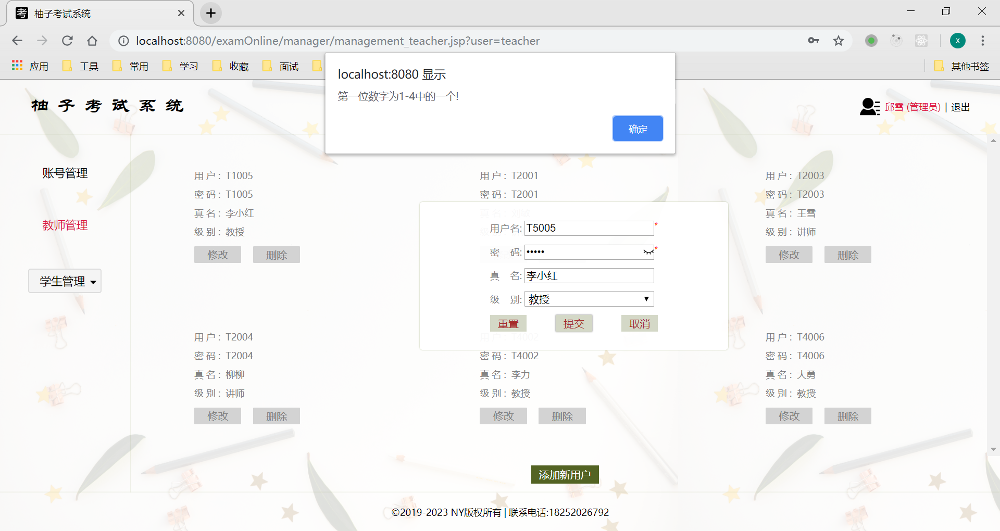 柚子考试系统
localhost:8080/examOnline/manager/management_teacher.jsp?user=teacher
x
应用 工具 常用 学习 收藏 面试 其他书签
localhost:8080 显示
第一位数字为1-4中的一个!
确定
柚子考试系统
邱雪 (管理员) | 退出
账号管理
教师管理
学生管理
用 户 : T1005
密 码 : T1005
真 名 : 李小红
级 别 : 教授
修改 删除
用 户 : T2001
密 码 : T2001
真 名 : 刘敏
用 户 : T2003
密 码 : T2003
真 名 : 王雪
级 别 : 讲师
修改 删除
用户名: T5005 *
密 码: ••••• *
真 名: 李小红
级 别: 教授
重置 提交 取消
用 户 : T2004
密 码 : T2004
真 名 : 柳柳
级 别 : 讲师
修改 删除
用 户 : T4002
密 码 : T4002
真 名 : 李力
级 别 : 教授
修改 删除
用 户 : T4006
密 码 : T4006
真 名 : 大勇
级 别 : 教授
修改 删除
添加新用户
©2019-2023 NY版权所有 | 联系电话:18252026792